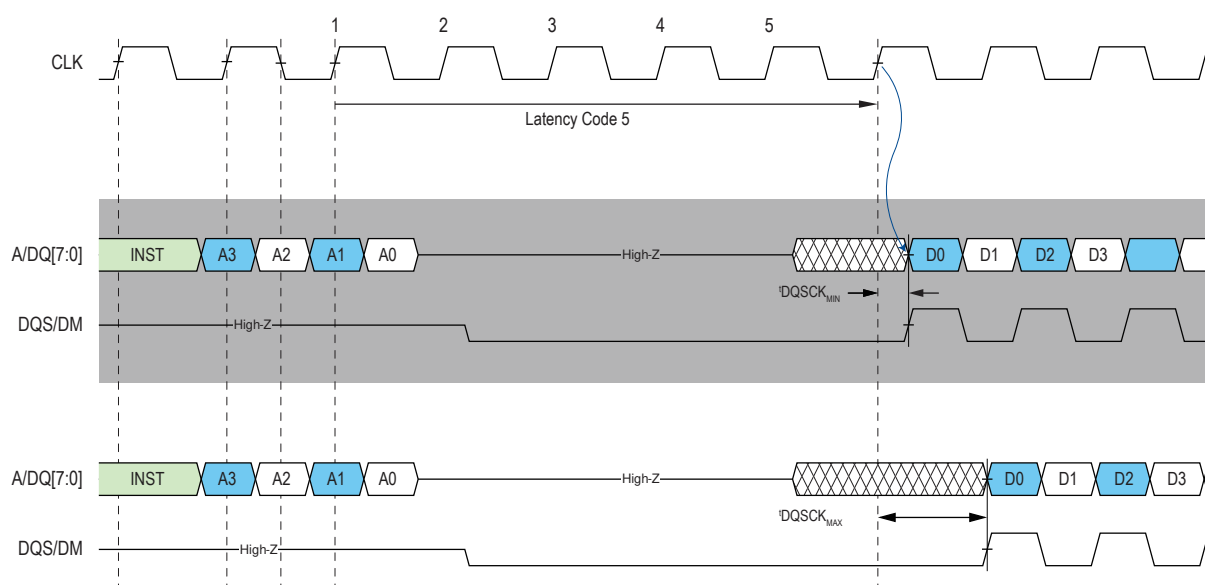 1 2 3 4 5
CLK
Latency Code 5
A/DQ[7:0] INST A3 A2 A1 A0 High-Z D0 D1 D2 D3
tDQSCKMIN
DQS/DM High-Z
A/DQ[7:0] INST A3 A2 A1 A0 High-Z D0 D1 D2 D3
tDQSCKMAX
DQS/DM High-Z